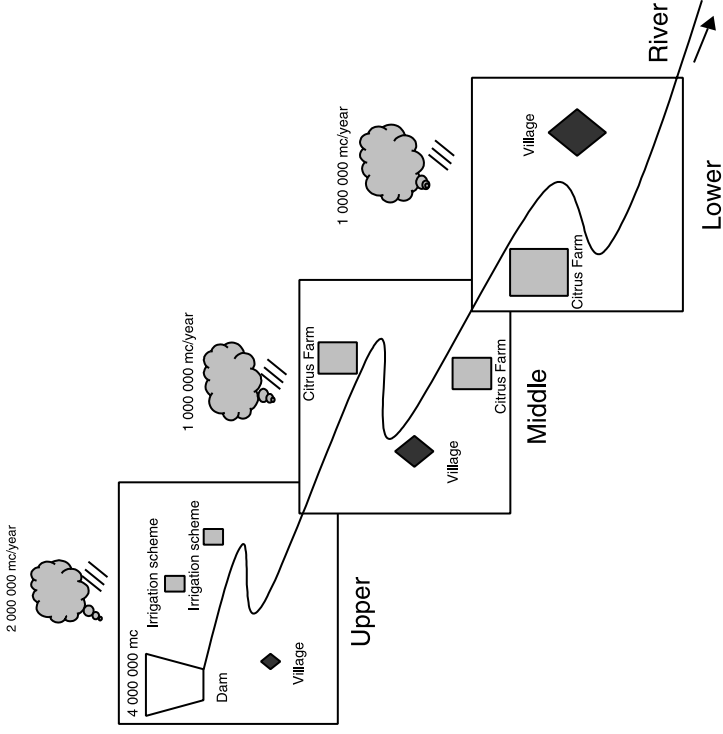 2 000 000 mc/year
4 000 000 mc
Dam
Village
Irrigation scheme
Irrigation scheme
Upper
1 000 000 mc/year
Citrus Farm
Village
Citrus Farm
Middle
1 000 000 mc/year
Village
Citrus Farm
Lower
River